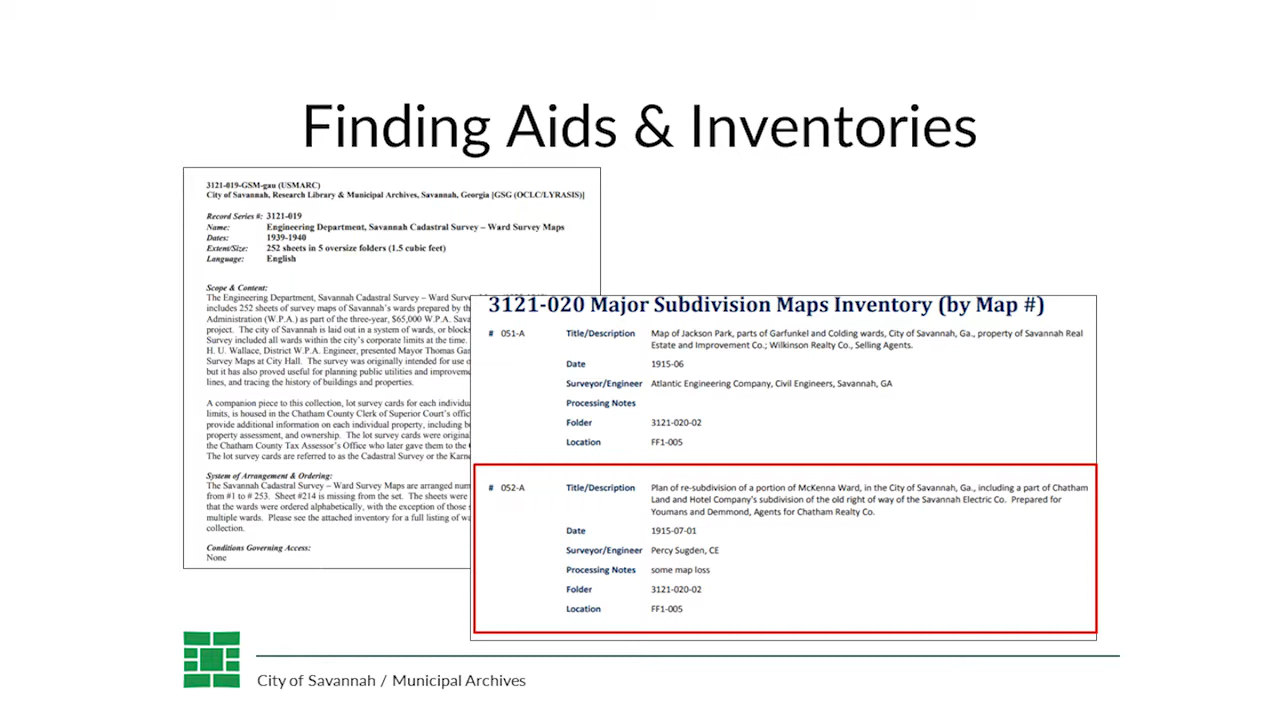 Finding Aids & Inventories
3121-019-GSM-gau (USMARC)
City of Savannah, Research Library & Municipal Archives, Savannah, Georgia [GSG (OCLC/LYRASIS)]
Record Series #: 3121-019
Name: Engineering Department, Savannah Cadastral Survey – Ward Survey Maps
Dates: 1939-1940
Extent/Size: 252 sheets in 5 oversize folders (1.5 cubic feet)
Language: English
Scope & Content:
The Engineering Department, Savannah Cadastral Survey – Ward Surve
includes 252 sheets of survey maps of Savannah's wards prepared by th
Administration (W.P.A.) as part of the three-year, $65,000 W.P.A. Sava
project. The city of Savannah is laid out in a system of wards, or blocks
Survey included all wards within the city's corporate limits at the time.
H. U. Wallace, District W.P.A. Engineer, presented Mayor Thomas Gam
Survey Maps at City Hall. The survey was originally intended for use o
but it has also proved useful for planning public utilities and improveme
lines, and tracing the history of buildings and properties.
A companion piece to this collection, lot survey cards for each individua
limits, is housed in the Chatham County Clerk of Superior Court's offic
provide additional information on each individual property, including b
property assessment, and ownership. The lot survey cards were origina
the Chatham County Tax Assessor's Office who later gave them to the
The lot survey cards are referred to as the Cadastral Survey or the Karne
System of Arrangement & Ordering:
The Savannah Cadastral Survey – Ward Survey Maps are arranged num
from #1 to # 253. Sheet #214 is missing from the set. The sheets were
that the wards were ordered alphabetically, with the exception of those
multiple wards. Please see the attached inventory for a full listing of wa
collection.
Conditions Governing Access:
None
3121-020 Major Subdivision Maps Inventory (by Map #)
# 051-A Title/Description Map of Jackson Park, parts of Garfunkel and Colding wards, City of Savannah, Ga., property of Savannah Real
Estate and Improvement Co.; Wilkinson Realty Co., Selling Agents.
Date 1915-06
Surveyor/Engineer Atlantic Engineering Company, Civil Engineers, Savannah, GA
Processing Notes
Folder 3121-020-02
Location FF1-005
# 052-A Title/Description Plan of re-subdivision of a portion of McKenna Ward, in the City of Savannah, Ga., including a part of Chatham
Land and Hotel Company's subdivision of the old right of way of the Savannah Electric Co. Prepared for
Youmans and Demmond, Agents for Chatham Realty Co.
Date 1915-07-01
Surveyor/Engineer Percy Sugden, CE
Processing Notes some map loss
Folder 3121-020-02
Location FF1-005
City of Savannah / Municipal Archives